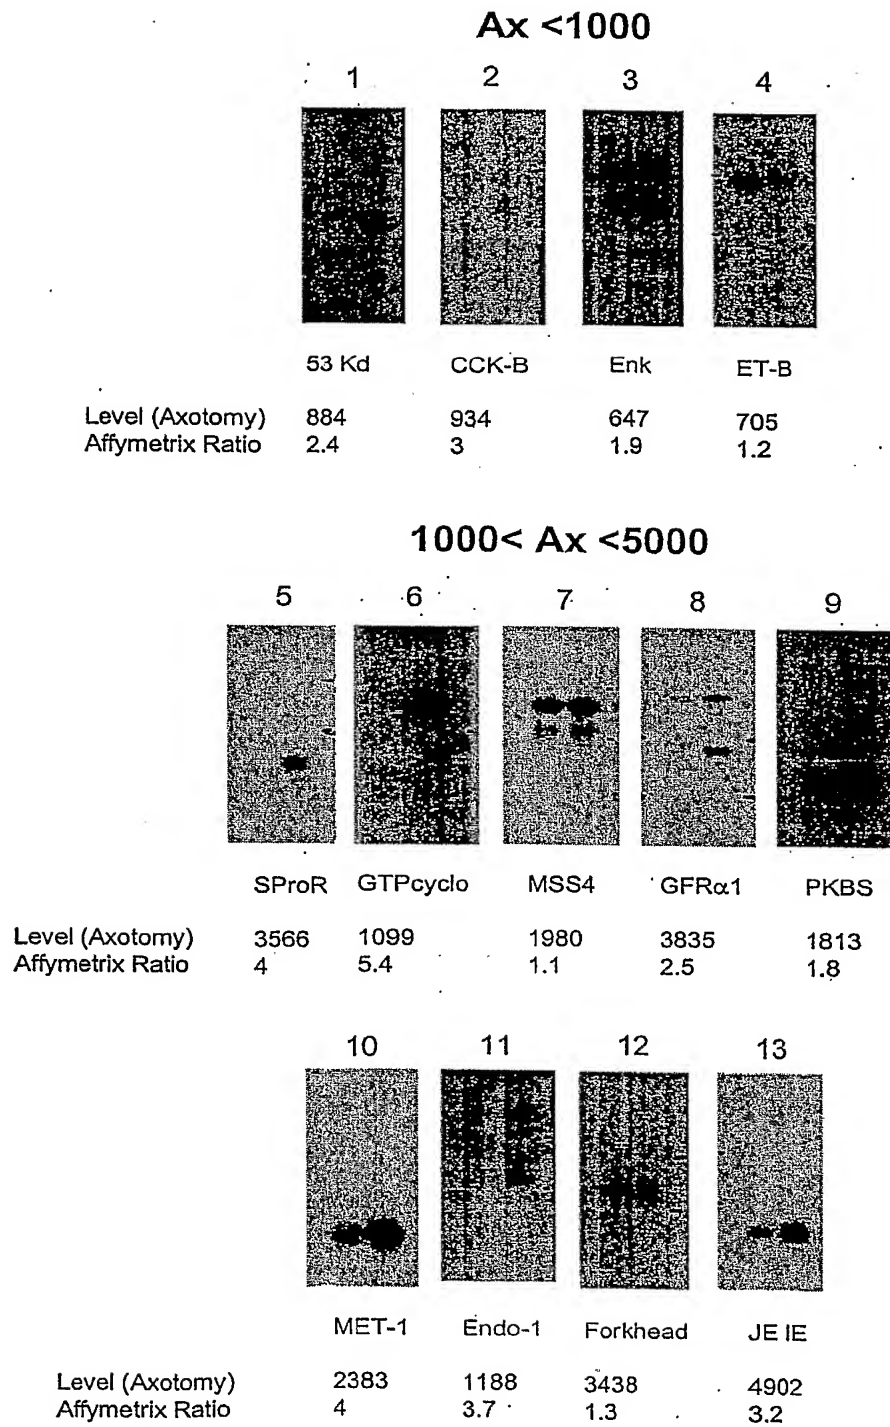 Ax <1000
1 2 3 4
53 Kd CCK-B Enk ET-B
Level (Axotomy) 884 934 647 705
Affymetrix Ratio 2.4 3 1.9 1.2
1000< Ax <5000
5 6 7 8 9
SProR GTPcyclo MSS4 GFRα1 PKBS
Level (Axotomy) 3566 1099 1980 3835 1813
Affymetrix Ratio 4 5.4 1.1 2.5 1.8
10 11 12 13
MET-1 Endo-1 Forkhead JE IE
Level (Axotomy) 2383 1188 3438 4902
Affymetrix Ratio 4 3.7 1.3 3.2